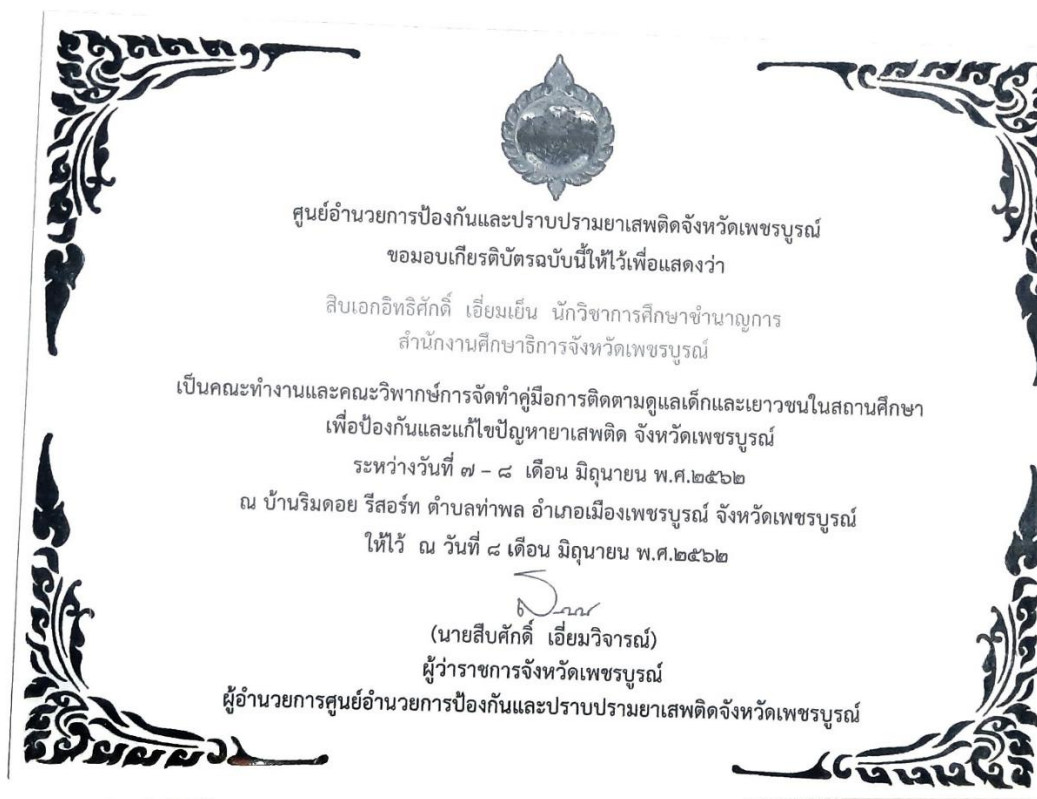 ศูนย์อำนวยการป้องกันและปราบปรามยาเสพติดจังหวัดเพชรบูรณ์
ขอมอบเกียรติบัตรฉบับนี้ให้ไว้เพื่อแสดงว่า
สิบเอกอิทธิศักดิ์ เอี่ยมเย็น นักวิชาการศึกษาชำนาญการ
สำนักงานศึกษาธิการจังหวัดเพชรบูรณ์
เป็นคณะทำงานและคณะวิพากษ์การจัดทำคู่มือการติดตามดูแลเด็กและเยาวชนในสถานศึกษา
เพื่อป้องกันและแก้ไขปัญหายาเสพติด จังหวัดเพชรบูรณ์
ระหว่างวันที่ ๗ – ๘ เดือน มิถุนายน พ.ศ.๒๕๖๒
ณ บ้านริมดอย รีสอร์ท ตำบลท่าพล อำเภอเมืองเพชรบูรณ์ จังหวัดเพชรบูรณ์
ให้ไว้ ณ วันที่ ๘ เดือน มิถุนายน พ.ศ.๒๕๖๒
(นายสืบศักดิ์ เอี่ยมวิจารณ์)
ผู้ว่าราชการจังหวัดเพชรบูรณ์
ผู้อำนวยการศูนย์อำนวยการป้องกันและปราบปรามยาเสพติดจังหวัดเพชรบูรณ์